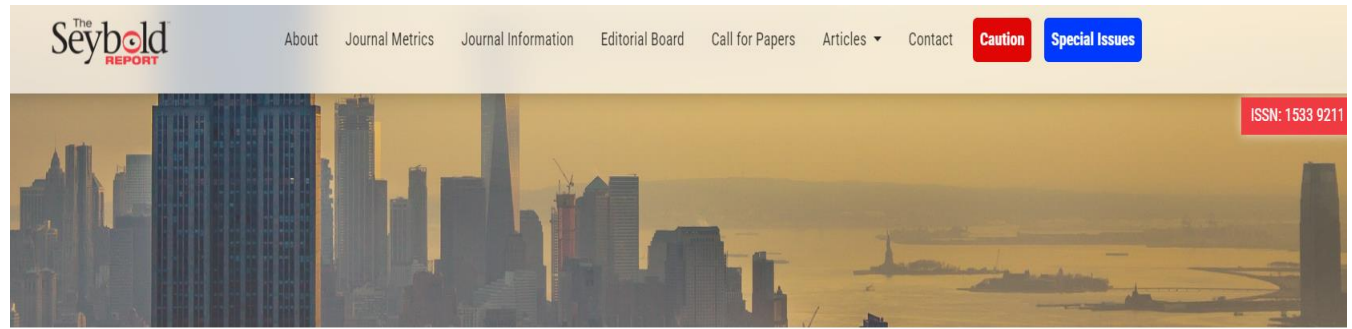 The
Seybold
REPORT
About
Journal Metrics
Journal Information
Editorial Board
Call for Papers
Articles
Contact
Caution
Special Issues
ISSN: 1533 9211